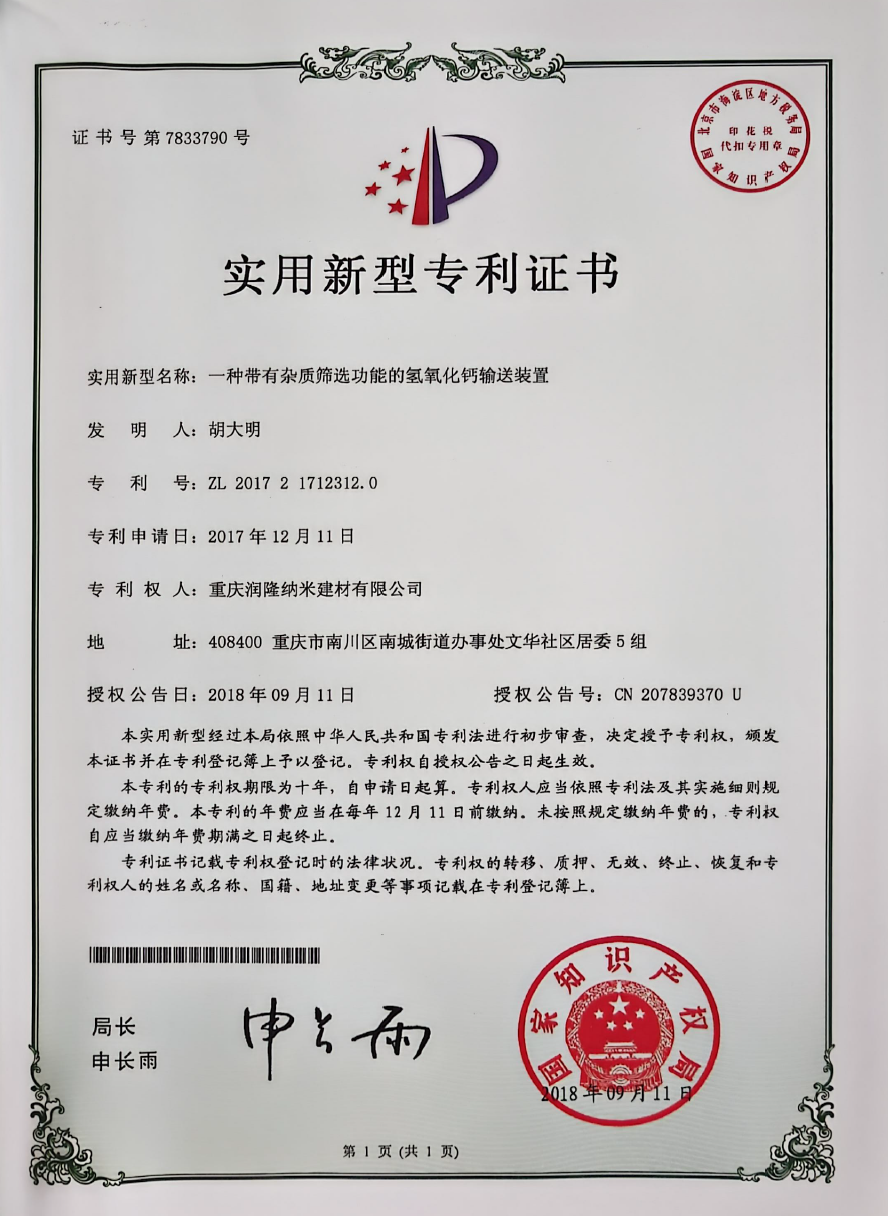 证书号第7833790号
北京市海淀区地方税务局
印花税
代扣专用章
国家知识产权局
实用新型专利证书
实用新型名称：一种带有杂质筛选功能的氢氧化钙输送装置
发明人：胡大明
专利号：ZL 2017 2 1712312.0
专利申请日：2017年12月11日
专利权人：重庆润隆纳米建材有限公司
地址：408400 重庆市南川区南城街道办事处文华社区居委5组
授权公告日：2018年09月11日 授权公告号：CN 207839370 U
本实用新型经过本局依照中华人民共和国专利法进行初步审查，决定授予专利权，颁发
本证书并在专利登记簿上予以登记。专利权自授权公告之日起生效。
本专利的专利权期限为十年，自申请日起算。专利权人应当依照专利法及其实施细则规
定缴纳年费。本专利的年费应当在每年12月11日前缴纳。未按照规定缴纳年费的，专利权
自应当缴纳年费期满之日起终止。
专利证书记载专利权登记时的法律状况。专利权的转移、质押、无效、终止、恢复和专
利权人的姓名或名称、国籍、地址变更等事项记载在专利登记簿上。
局长
申长雨
申长雨
国家知识产权局
2018年09月11日
第1页(共1页)